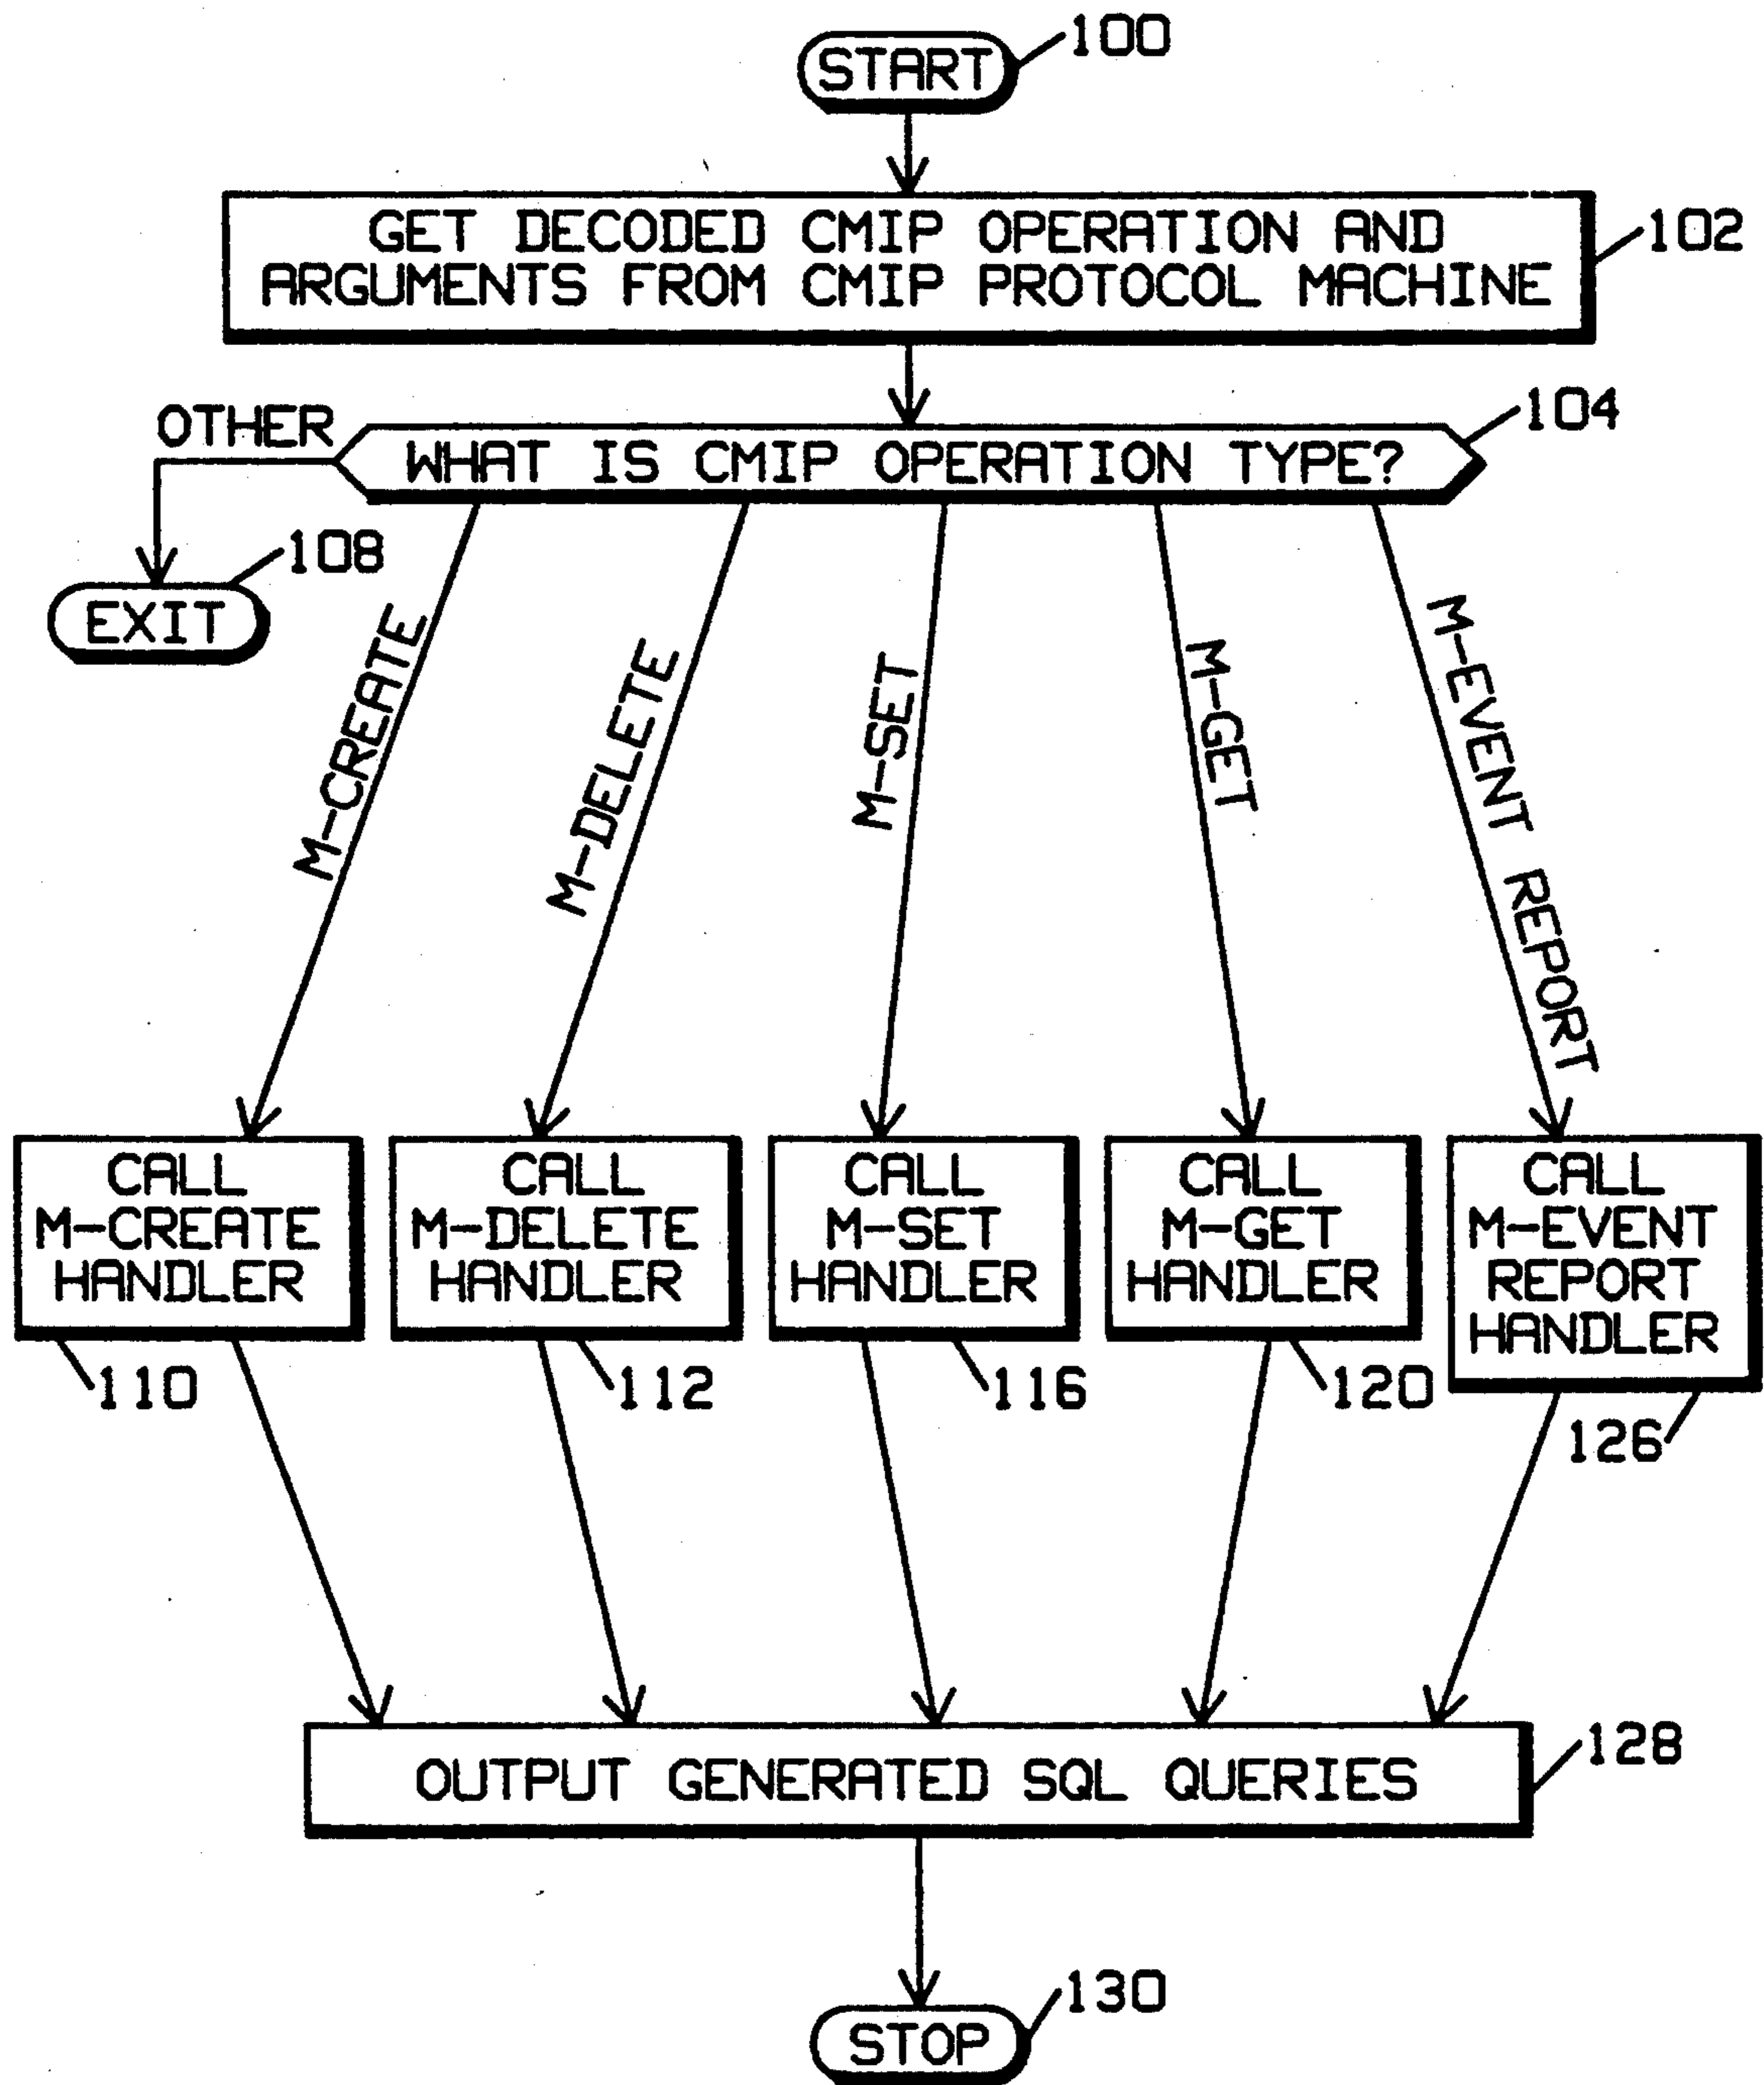 100
START
GET DECODED CMIP OPERATION AND
ARGUMENTS FROM CMIP PROTOCOL MACHINE
102
OTHER
104
WHAT IS CMIP OPERATION TYPE?
108
EXIT
M-CREATE
M-DELETE
M-SET
M-GET
M-EVENT REPORT
CALL
M-CREATE
HANDLER
110
CALL
M-DELETE
HANDLER
112
CALL
M-SET
HANDLER
116
CALL
M-GET
HANDLER
120
CALL
M-EVENT
REPORT
HANDLER
126
OUTPUT GENERATED SQL QUERIES
128
130
STOP